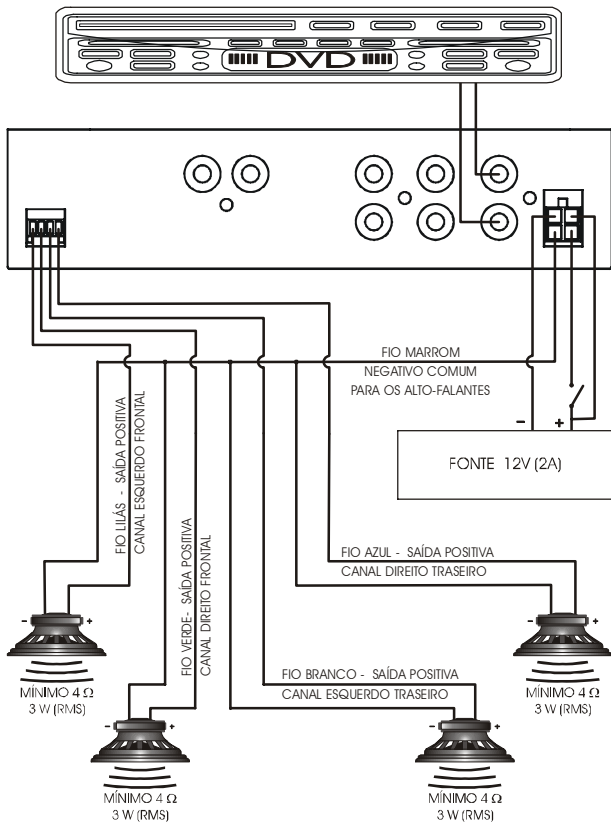 DVD
FIO MARROM
NEGATIVO COMUM
PARA OS ALTO-FALANTES
-
+
FONTE 12V (2A)
FIO LILÁS - SAÍDA POSITIVA
CANAL ESQUERDO FRONTAL
FIO VERDE- SAÍDA POSITIVA
CANAL DIREITO FRONTAL
FIO AZUL - SAÍDA POSITIVA
CANAL DIREITO TRASEIRO
FIO BRANCO - SAÍDA POSITIVA
CANAL ESQUERDO TRASEIRO
- +
MÍNIMO 4 Ω
3 W (RMS)
- +
MÍNIMO 4 Ω
3 W (RMS)
- +
MÍNIMO 4 Ω
3 W (RMS)
- +
MÍNIMO 4 Ω
3 W (RMS)